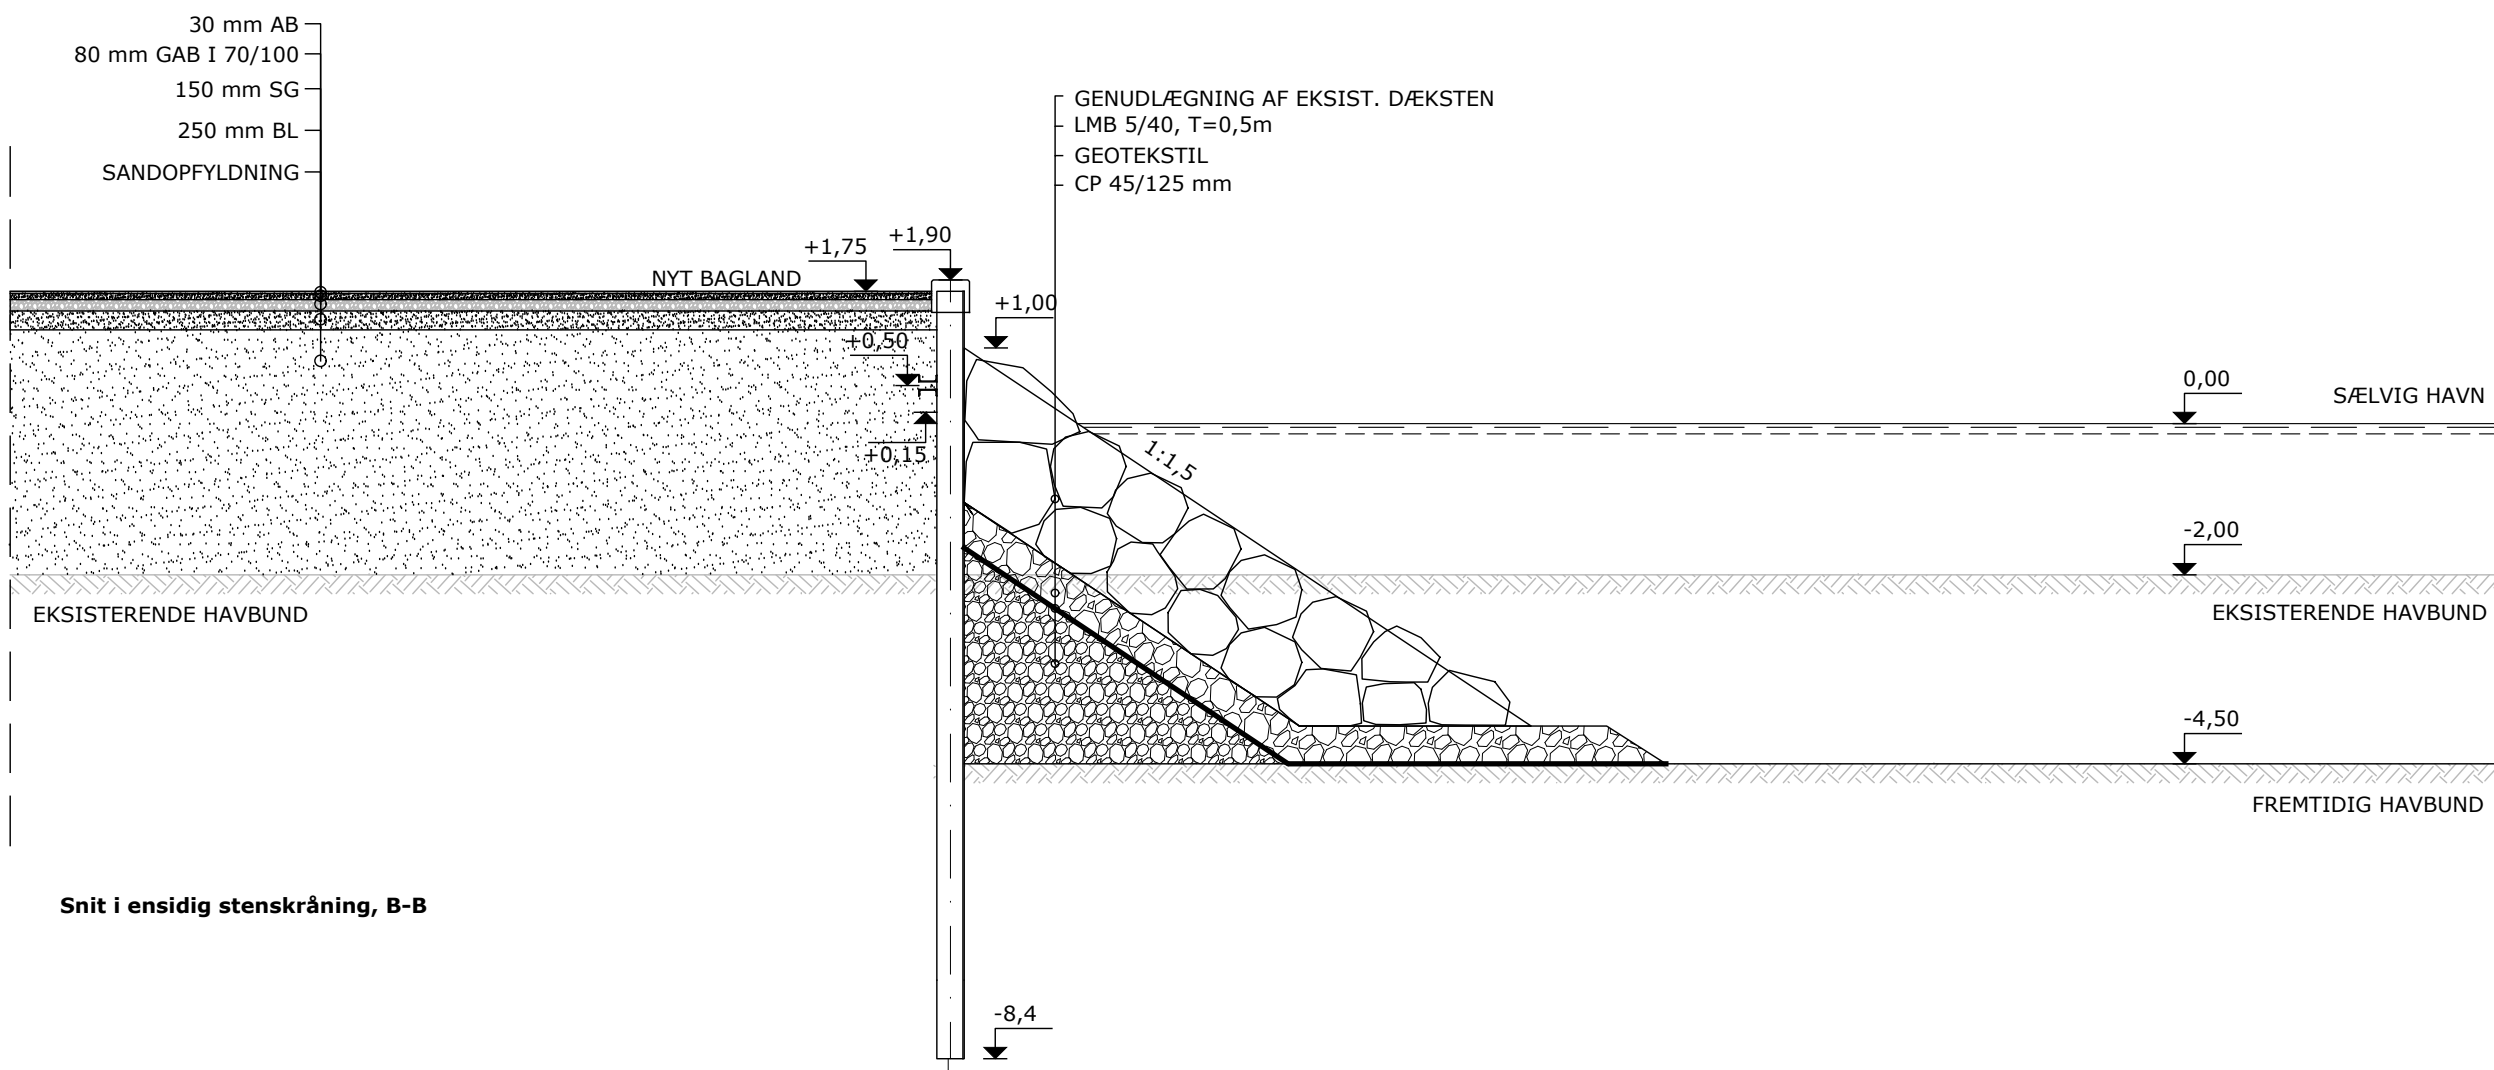 30 mm AB
80 mm GAB I 70/100
150 mm SG
250 mm BL
SANDOPFYLDNING
GENUDLÆGNING AF EKSIST. DÆKSTEN
LMB 5/40, T=0,5m
GEOTEKSTIL
CP 45/125 mm
+1,75
+1,90
NYT BAGLAND
+1,00
+0,50
+0,15
1:1,5
0,00
SÆLVIG HAVN
-2,00
EKSISTERENDE HAVBUND
EKSISTERENDE HAVBUND
-4,50
FREMTIDIG HAVBUND
Snit i ensidig stenskråning, B-B
-8,4